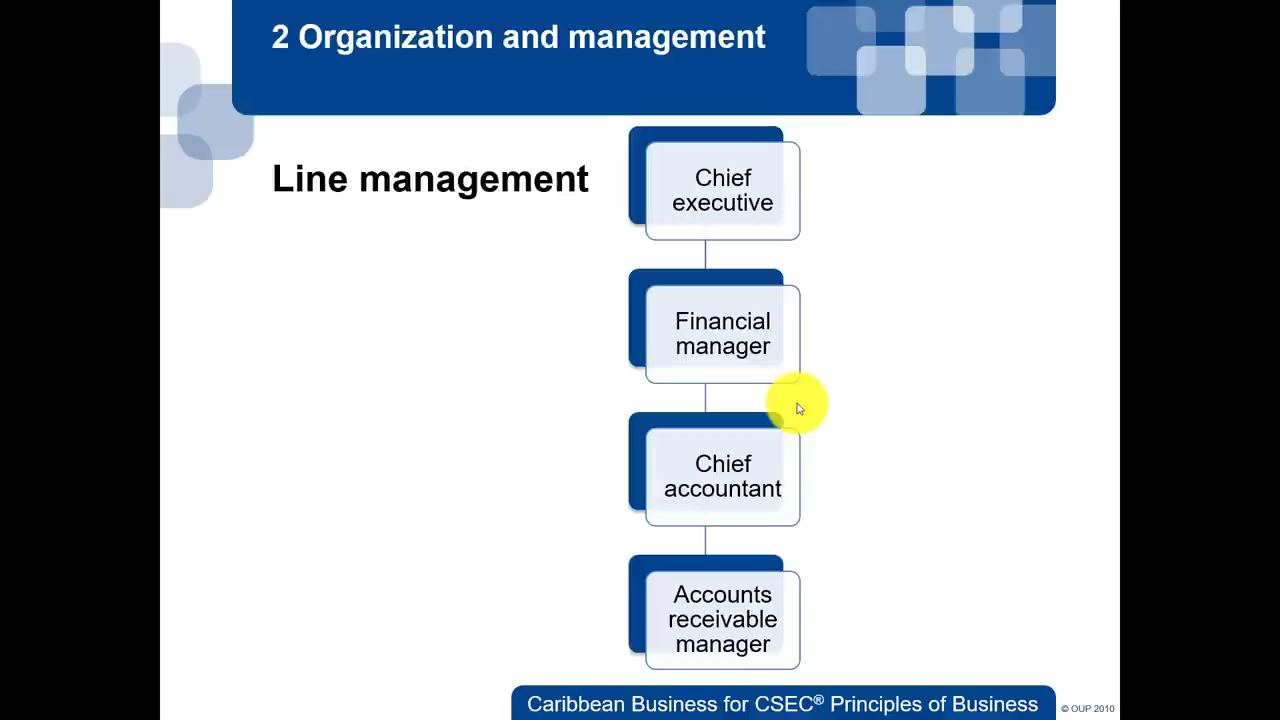 2 Organization and management
Line management
Chief
executive
Financial
manager
Chief
accountant
Accounts
receivable
manager
Caribbean Business for CSEC® Principles of Business
© OUP 2010